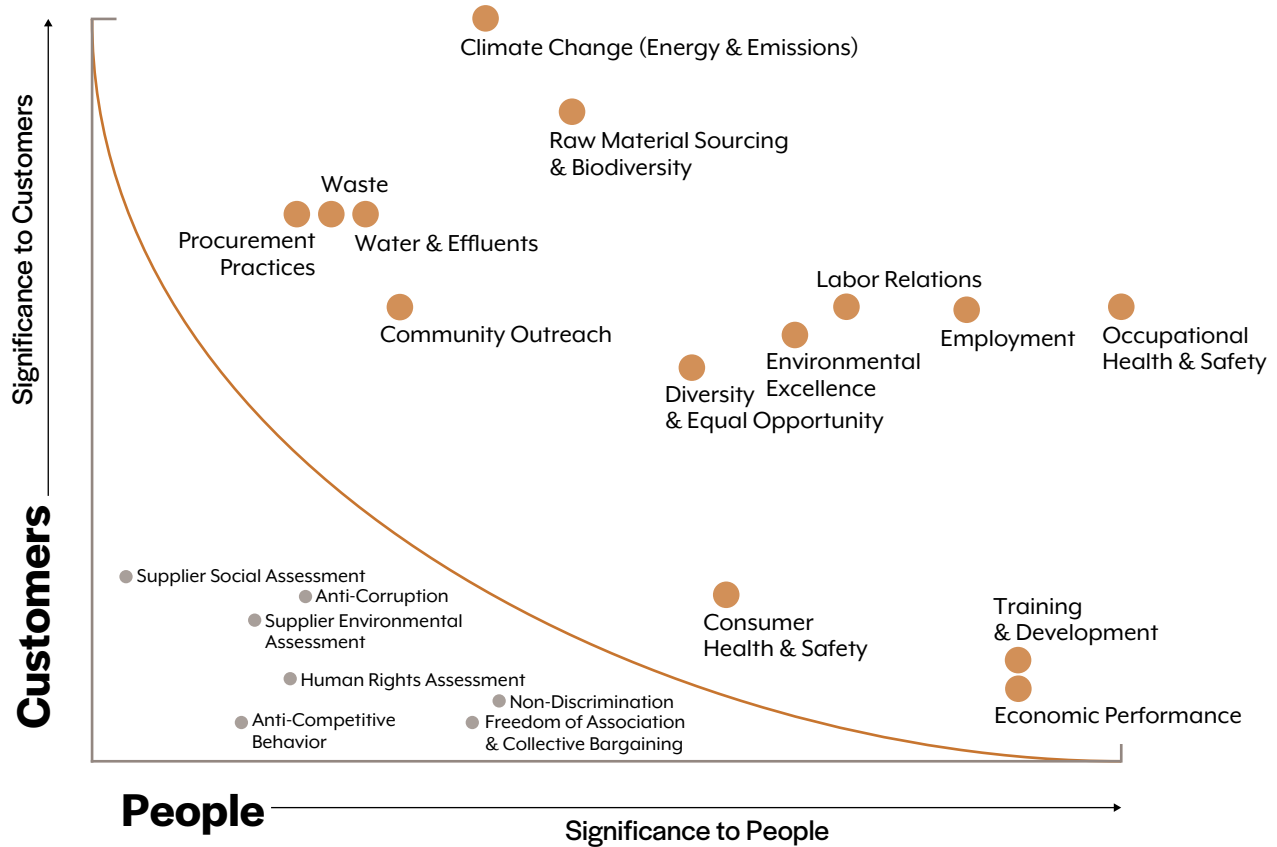 Climate Change (Energy & Emissions)
Raw Material Sourcing
& Biodiversity
Waste
Procurement
Practices
Water & Effluents
Community Outreach
Labor Relations
Employment
Occupational
Health & Safety
Environmental
Excellence
Diversity
& Equal Opportunity
Significance to Customers
Customers
Supplier Social Assessment
Anti-Corruption
Supplier Environmental
Assessment
Human Rights Assessment
Non-Discrimination
Anti-Competitive
Behavior
Freedom of Association
& Collective Bargaining
Consumer
Health & Safety
Training
& Development
Economic Performance
People
Significance to People